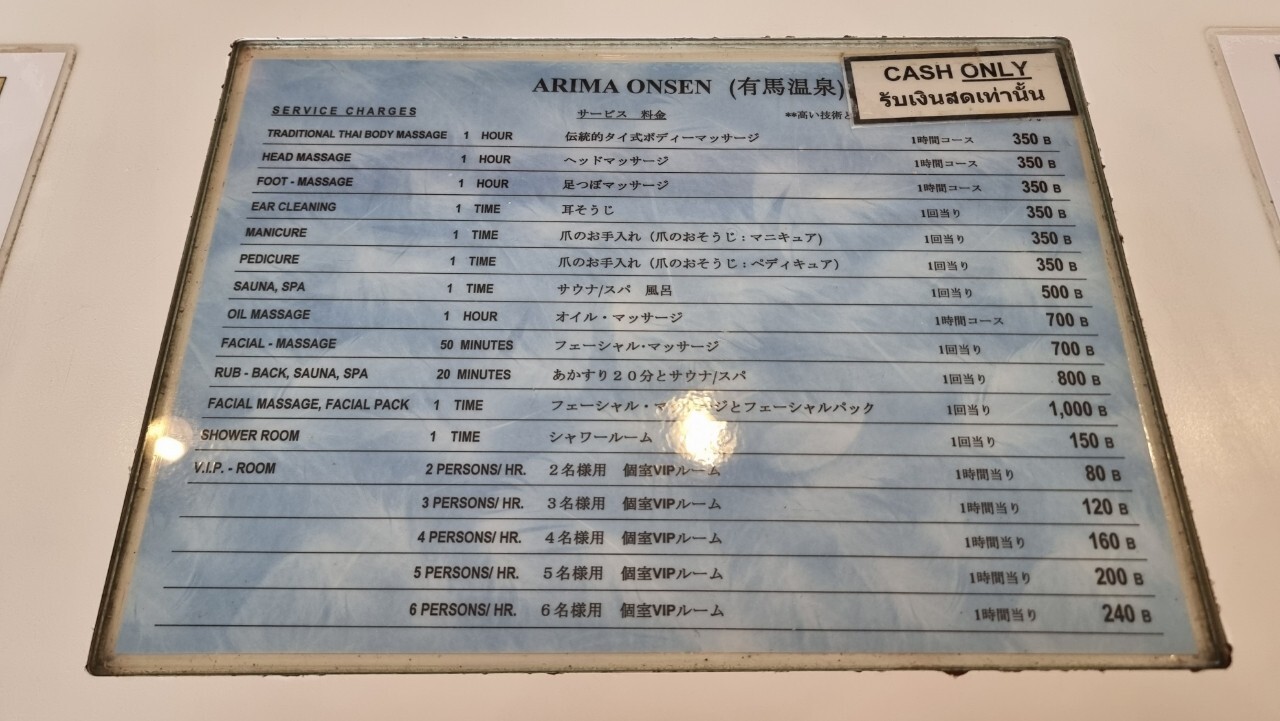 ARIMA ONSEN (有馬温泉)
CASH ONLY
รับเงินสดเท่านั้น
SERVICE CHARGES サービス 料金 **高い技術と
TRADITIONAL THAI BODY MASSAGE 1 HOUR 伝統的タイ式ボディーマッサージ 1時間コース 350 B
HEAD MASSAGE 1 HOUR ヘッドマッサージ 1時間コース 350 B
FOOT - MASSAGE 1 HOUR 足つぼマッサージ 1時間コース 350 B
EAR CLEANING 1 TIME 耳そうじ 1回当り 350 B
MANICURE 1 TIME 爪のお手入れ（爪のおそうじ：マニキュア) 1回当り 350 B
PEDICURE 1 TIME 爪のお手入れ（爪のおそうじ：ペディキュア） 1回当り 350 B
SAUNA, SPA 1 TIME サウナ/スパ 風呂 1回当り 500 B
OIL MASSAGE 1 HOUR オイル・マッサージ 1時間コース 700 B
FACIAL - MASSAGE 50 MINUTES フェーシャル・マッサージ 1回当り 700 B
RUB - BACK, SAUNA, SPA 20 MINUTES あかすり２０分とサウナ/スパ 1回当り 800 B
FACIAL MASSAGE, FACIAL PACK 1 TIME フェーシャル・マッサージとフェーシャルパック 1回当り 1,000 B
SHOWER ROOM 1 TIME シャワールーム 1回当り 150 B
V.I.P. - ROOM 2 PERSONS/ HR. ２名様用 個室VIPルーム 1時間当り 80 B
3 PERSONS/ HR. ３名様用 個室VIPルーム 1時間当り 120 B
4 PERSONS/ HR. ４名様用 個室VIPルーム 1時間当り 160 B
5 PERSONS/ HR. ５名様用 個室VIPルーム 1時間当り 200 B
6 PERSONS/ HR. ６名様用 個室VIPルーム 1時間当り 240 B